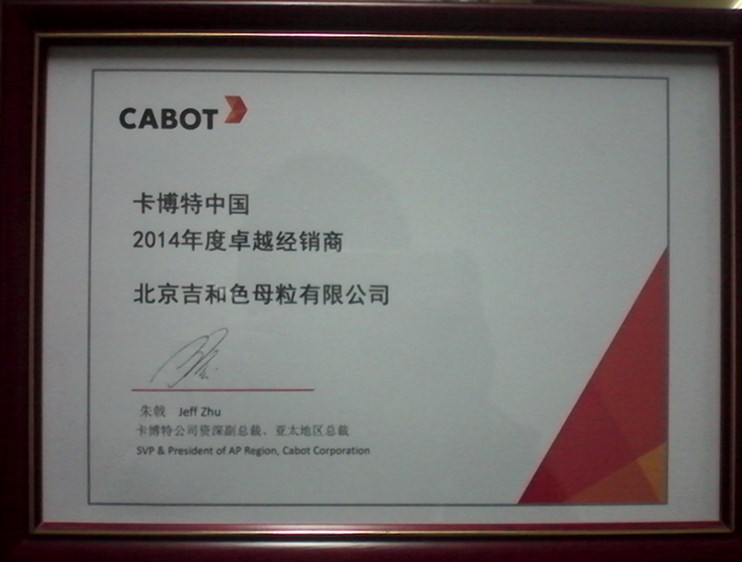 CABOT
卡博特中国
2014年度卓越经销商
北京吉和色母粒有限公司
朱戟 Jeff Zhu
卡博特公司资深副总裁、亚太地区总裁
SVP & President of AP Region, Cabot Corporation